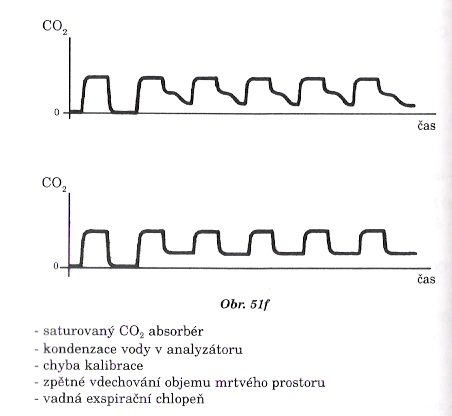 CO₂
0
čas
CO₂
0
čas
Obr. 51f
- saturovaný CO₂ absorbér
- kondenzace vody v analyzátoru
- chyba kalibrace
- zpětné vdechování objemu mrtvého prostoru
- vadná exspirační chlopeň